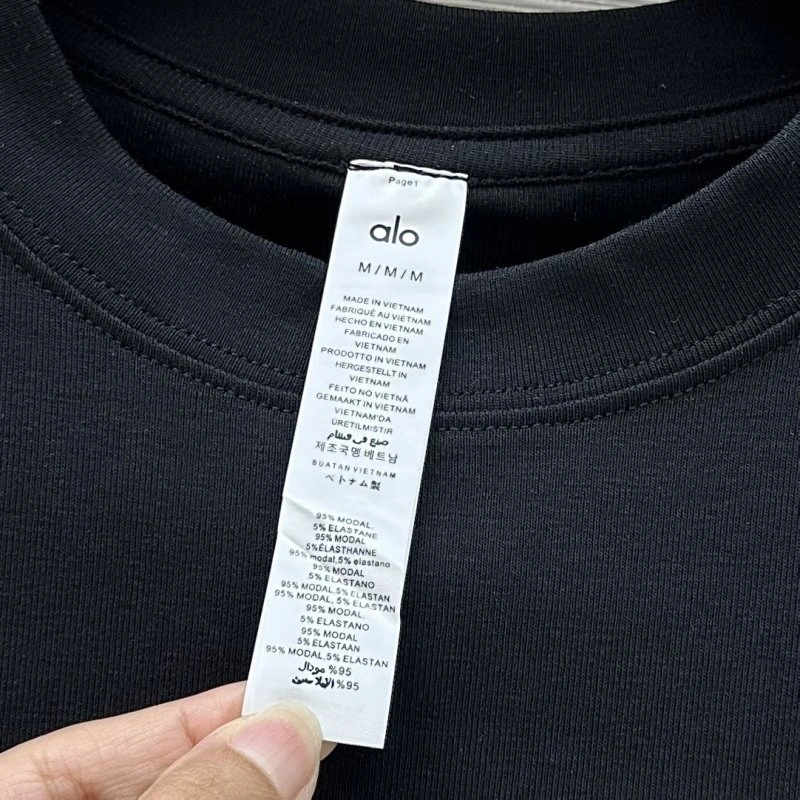 Page1
alo
M/M/M
MADE IN VIETNAM
FABRIQUÉ AU VIETNAM
HECHO EN VIETNAM
FABRICADO EN
VIETNAM
PRODOTTO IN VIETNAM
HERGESTELLT IN
VIETNAM
FEITO NO VIETNÃ
GEMAAKT IN VIETNAM
VIETNAM'DA
ÜRETILMISTIR
صنع في فيتنام
제조국명 베트남
BUATAN VIETNAM
ベトナム製
95% MODAL,
5% ELASTANE
95% MODAL
5%ÉLASTHANNE
95% modal,5% elastano
95% MODAL
5% ELASTANO
95% MODAL,5% ELASTAN
95% MODAL, 5% ELASTAN
95% MODAL.
5% ELASTANO
95% MODAL
5% ELASTAAN
95% MODAL,5% ELASTAN
95% مودال
95%